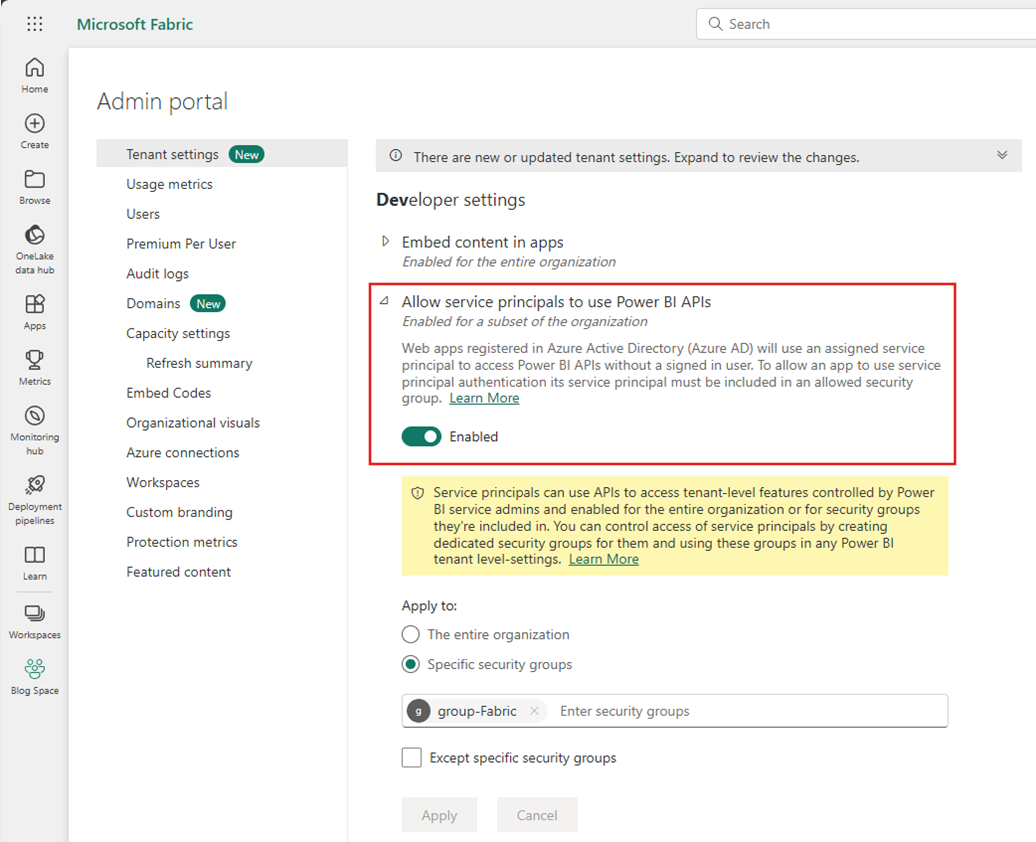 Microsoft Fabric
Search
Home
Create
Browse
OneLake
data hub
Apps
Metrics
Monitoring
hub
Deployment
pipelines
Learn
Workspaces
Blog Space
Admin portal
Tenant settings New
Usage metrics
Users
Premium Per User
Audit logs
Domains New
Capacity settings
Refresh summary
Embed Codes
Organizational visuals
Azure connections
Workspaces
Custom branding
Protection metrics
Featured content
There are new or updated tenant settings. Expand to review the changes.
Developer settings
Embed content in apps
Enabled for the entire organization
Allow service principals to use Power BI APIs
Enabled for a subset of the organization
Web apps registered in Azure Active Directory (Azure AD) will use an assigned service
principal to access Power BI APIs without a signed in user. To allow an app to use service
principal authentication its service principal must be included in an allowed security
group. Learn More
Enabled
Service principals can use APIs to access tenant-level features controlled by Power
BI service admins and enabled for the entire organization or for security groups
they're included in. You can control access of service principals by creating
dedicated security groups for them and using these groups in any Power BI
tenant level-settings. Learn More
Apply to:
The entire organization
Specific security groups
g group-Fabric Enter security groups
Except specific security groups
Apply Cancel